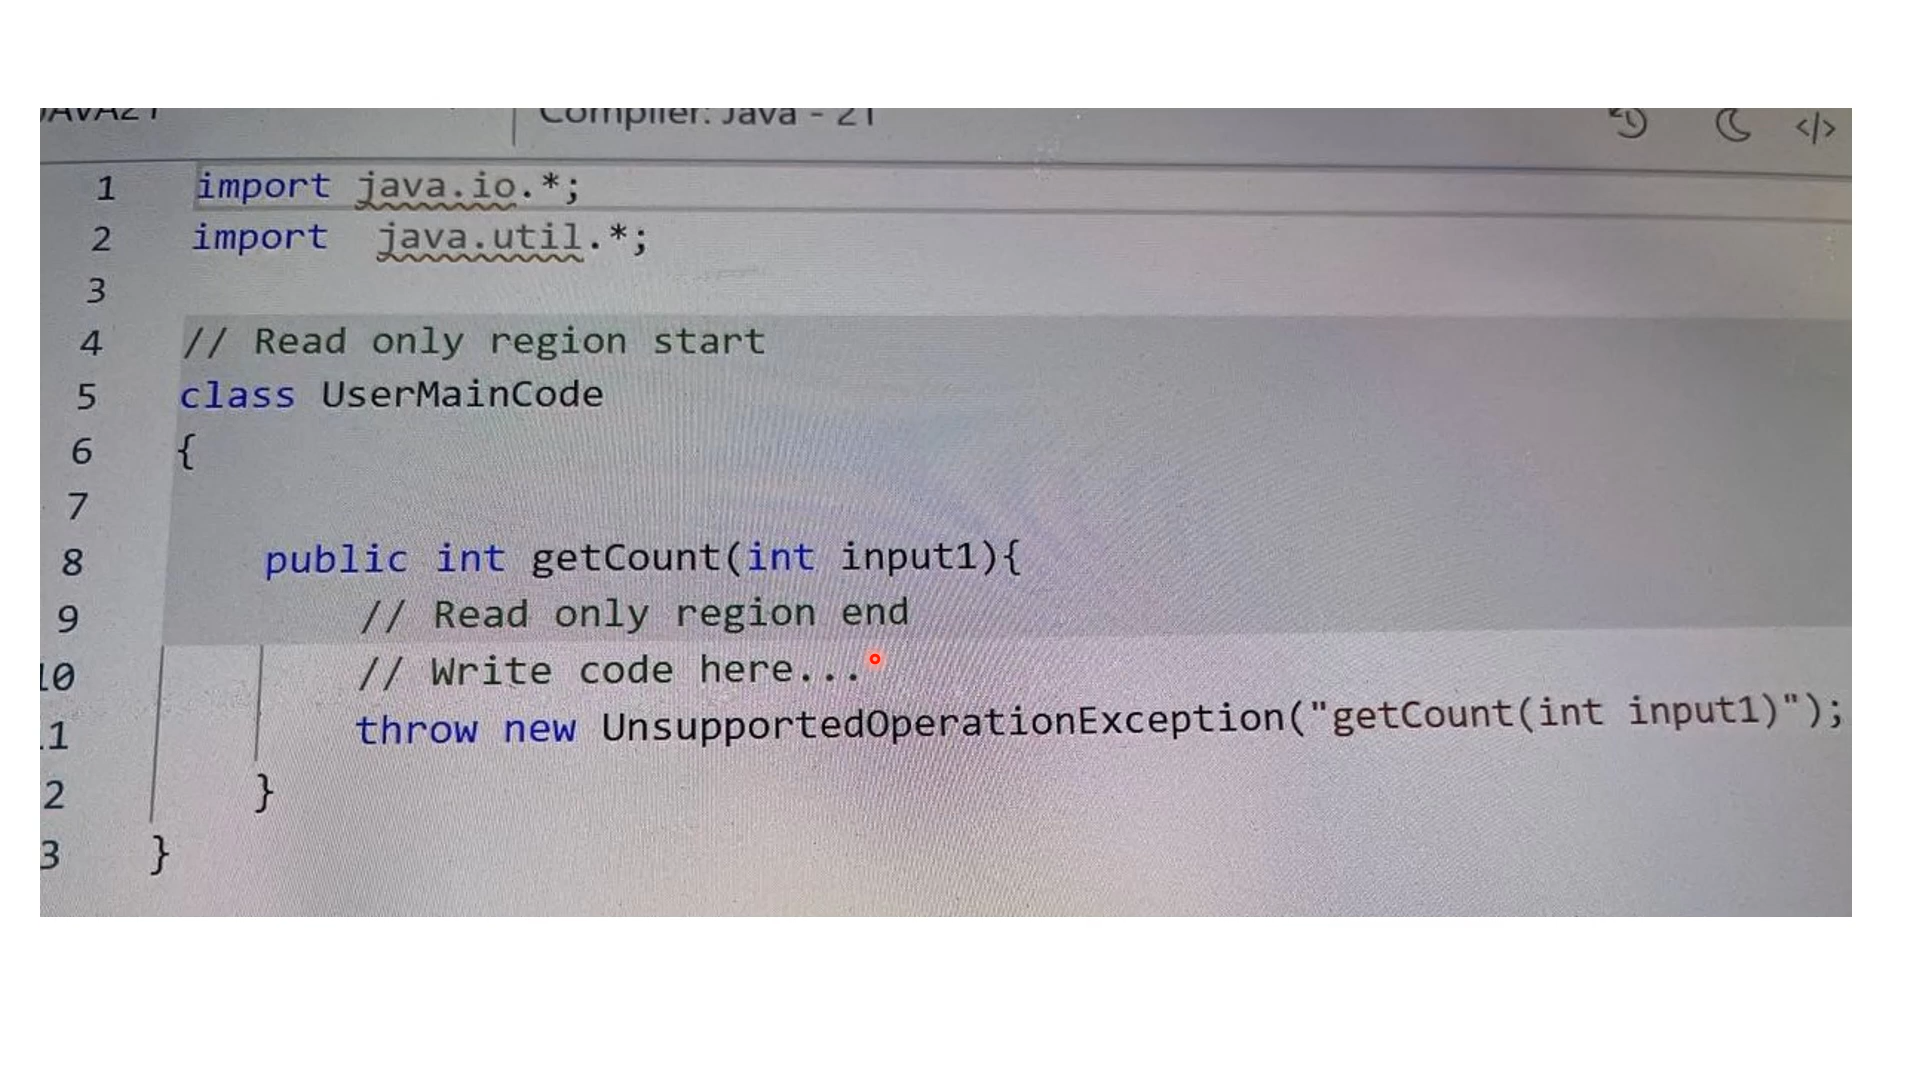 Compiler: Java - 21
1 import java.io.*;
2 import java.util.*;
3
4 // Read only region start
5 class UserMainCode
6 {
7
8 public int getCount(int input1){
9 // Read only region end
10 // Write code here...
11 throw new UnsupportedOperationException("getCount(int input1)");
2 }
3 }